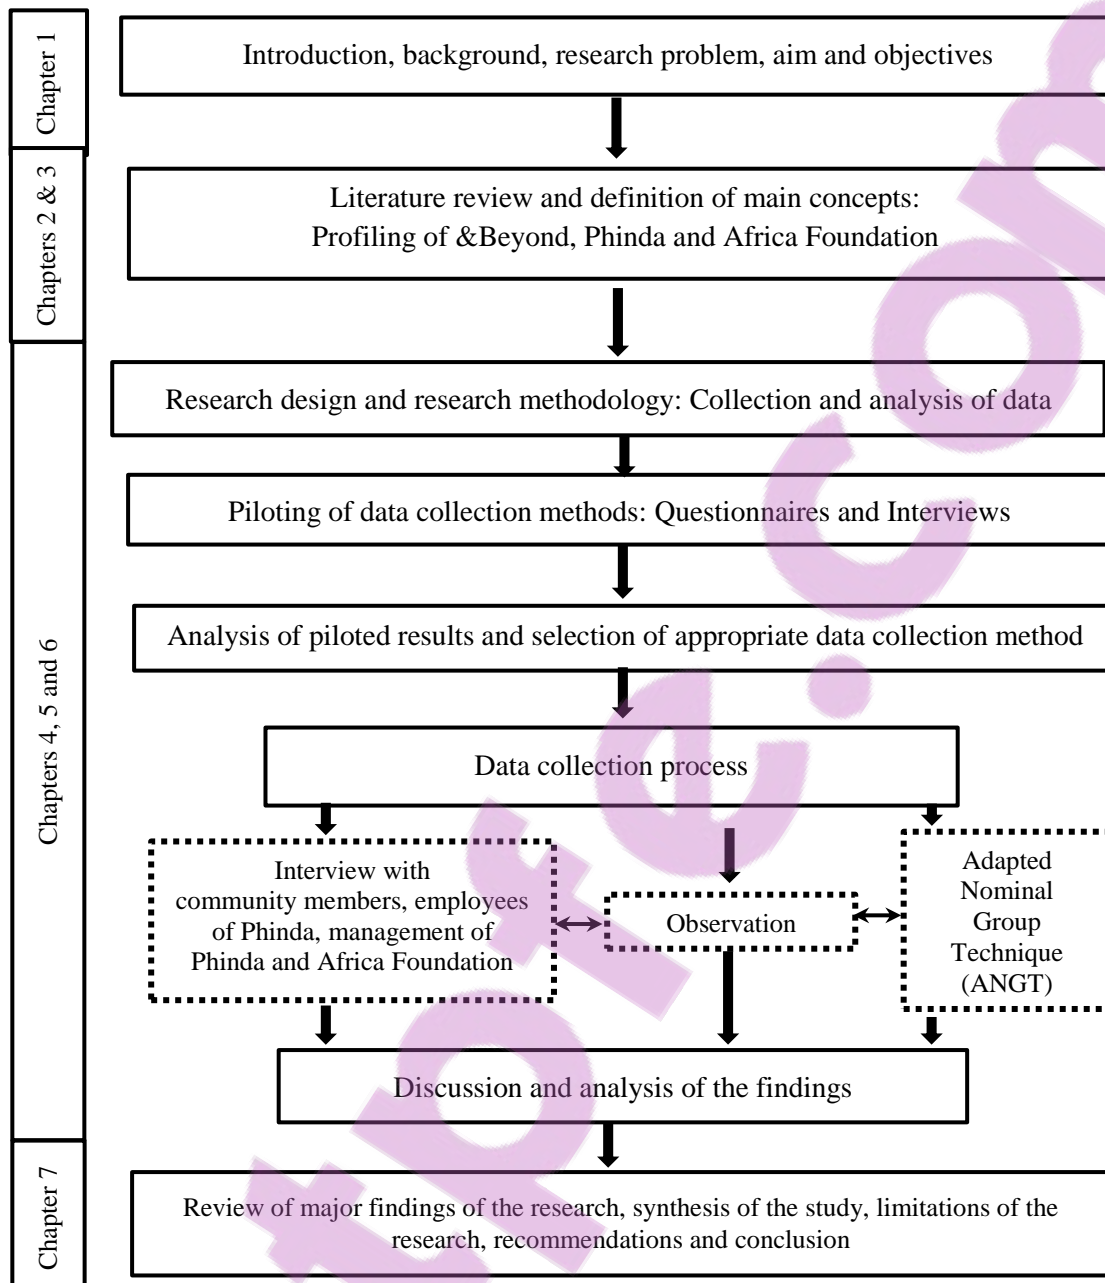 Chapter 1
Introduction, background, research problem, aim and objectives
Chapters 2 & 3
Literature review and definition of main concepts:
Profiling of &Beyond, Phinda and Africa Foundation
Chapters 4, 5 and 6
Research design and research methodology: Collection and analysis of data
Piloting of data collection methods: Questionnaires and Interviews
Analysis of piloted results and selection of appropriate data collection method
Data collection process
Interview with
community members, employees
of Phinda, management of
Phinda and Africa Foundation
Observation
Adapted
Nominal
Group
Technique
(ANGT)
Discussion and analysis of the findings
Chapter 7
Review of major findings of the research, synthesis of the study, limitations of the
research, recommendations and conclusion
tpfe.com